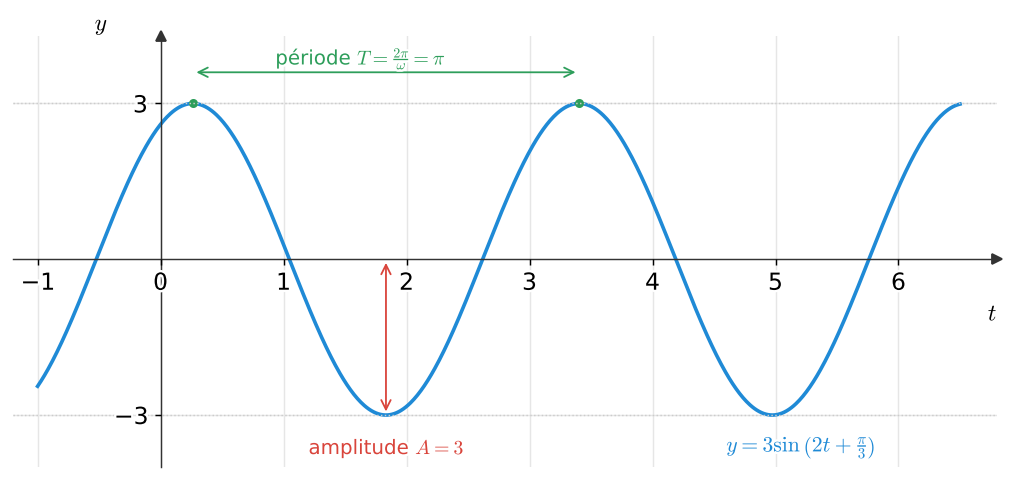 y
période T = 2π/ω = π
3
−1 0 1 2 3 4 5 6
t
−3
amplitude A = 3
y = 3sin (2t + π/3)